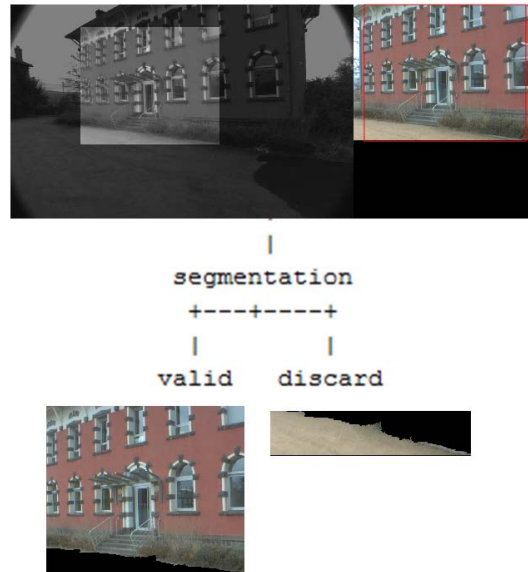 |
segmentation
+---+----+
|          |
valid   discard